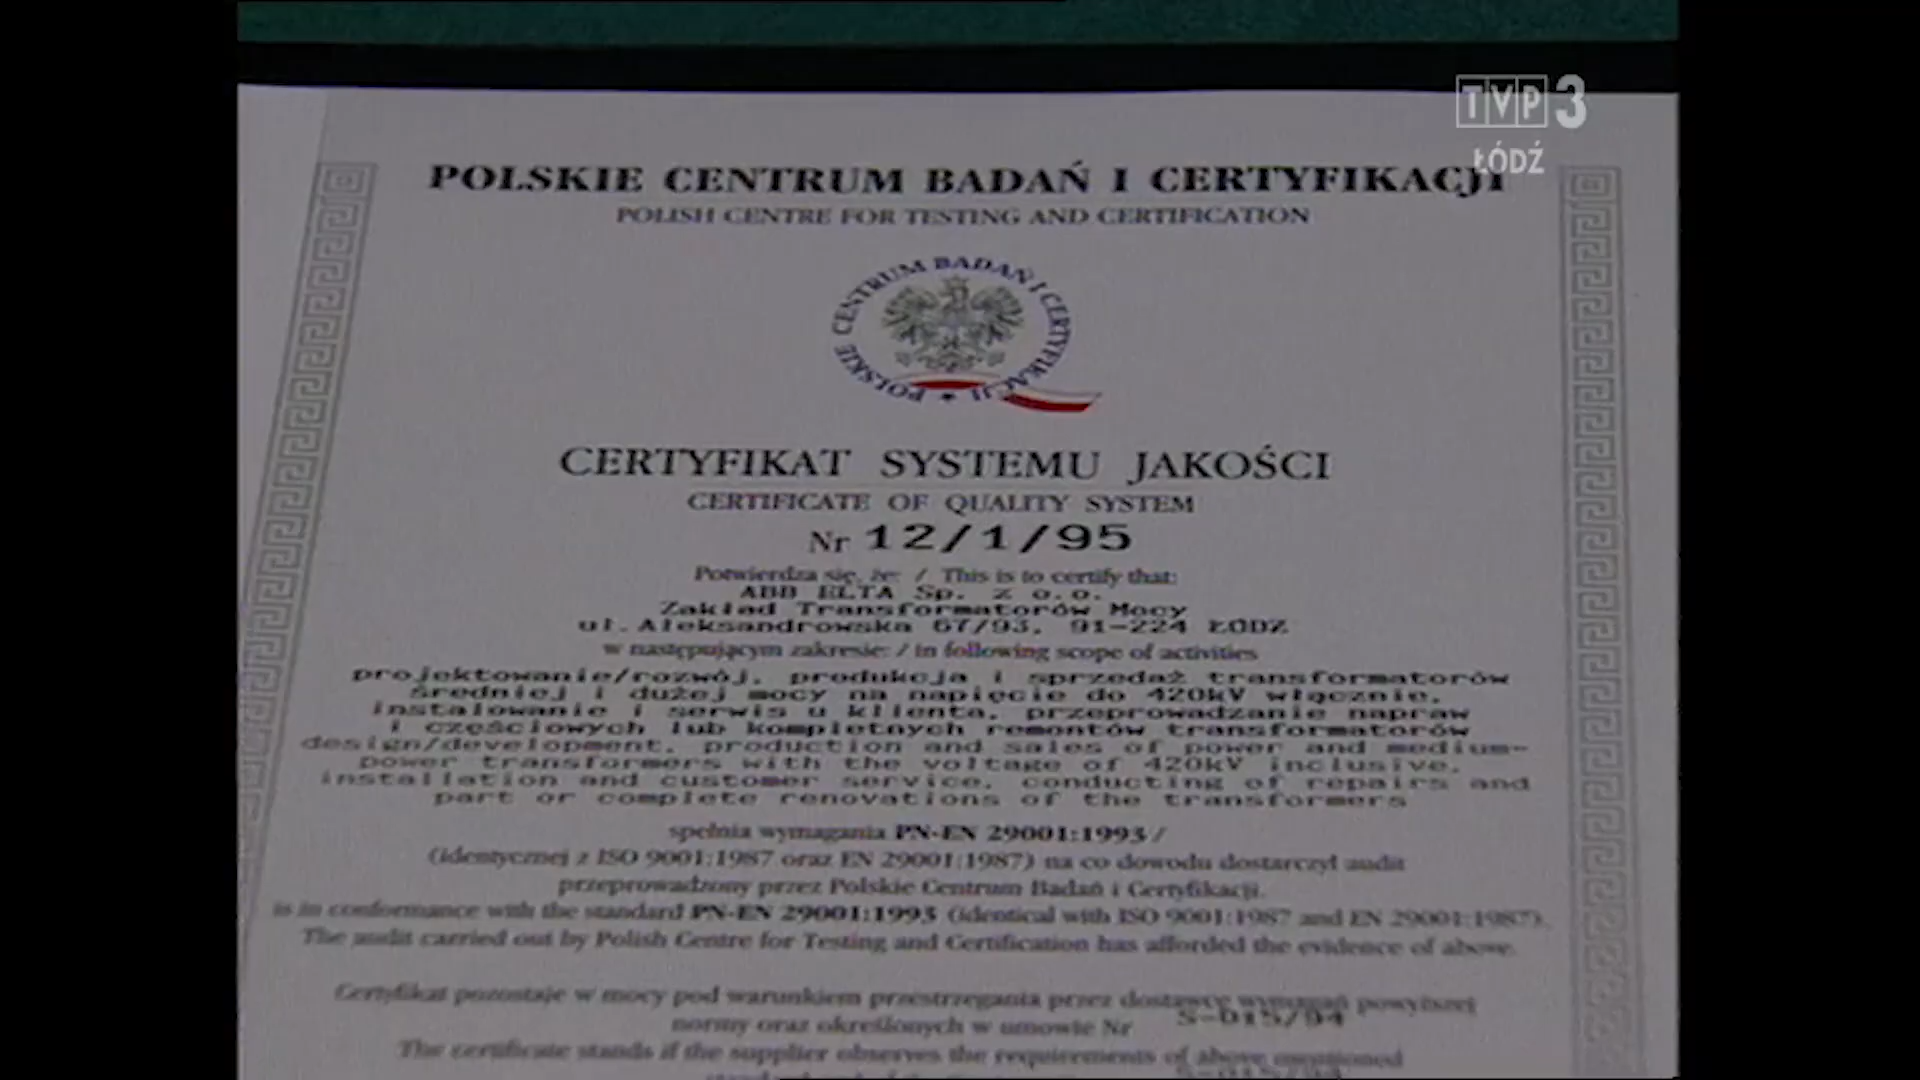 TVP 3
ŁÓDŹ
POLSKIE CENTRUM BADAŃ I CERTYFIKACJI
POLISH CENTRE FOR TESTING AND CERTIFICATION
POLSKIE CENTRUM BADAŃ I CERTYFIKACJI
CERTYFIKAT SYSTEMU JAKOŚCI
CERTIFICATE OF QUALITY SYSTEM
Nr 12/1/95
Potwierdza się, że: / This is to certify that:
ABB ELTA Sp. z o.o.
Zakład Transformatorów Mocy
ul. Aleksandrowska 67/93, 91-224 ŁÓDŹ
w następującym zakresie: / in following scope of activities
projektowanie/rozwój, produkcja i sprzedaż transformatorów
średniej i dużej mocy na napięcie do 420kV włącznie,
instalowanie i serwis u klienta, przeprowadzanie napraw
i częściowych lub kompletnych remontów transformatorów
design/development, production and sales of power and medium-
power transformers with the voltage of 420kV inclusive,
installation and customer service, conducting of repairs and
part or complete renovations of the transformers
spełnia wymagania PN-EN 29001:1993 /
(identycznej z ISO 9001:1987 oraz EN 29001:1987) na co dowodu dostarczył audit
przeprowadzony przez Polskie Centrum Badań i Certyfikacji.
is in conformance with the standard PN-EN 29001:1993 (identical with ISO 9001:1987 and EN 29001:1987).
The audit carried out by Polish Centre for Testing and Certification has afforded the evidence of above.
Certyfikat pozostaje w mocy pod warunkiem przestrzegania przez dostawcę wymagań powyższej
normy oraz określonych w umowie Nr S-015/94
The certificate stands if the supplier observes the requirements of above mentioned